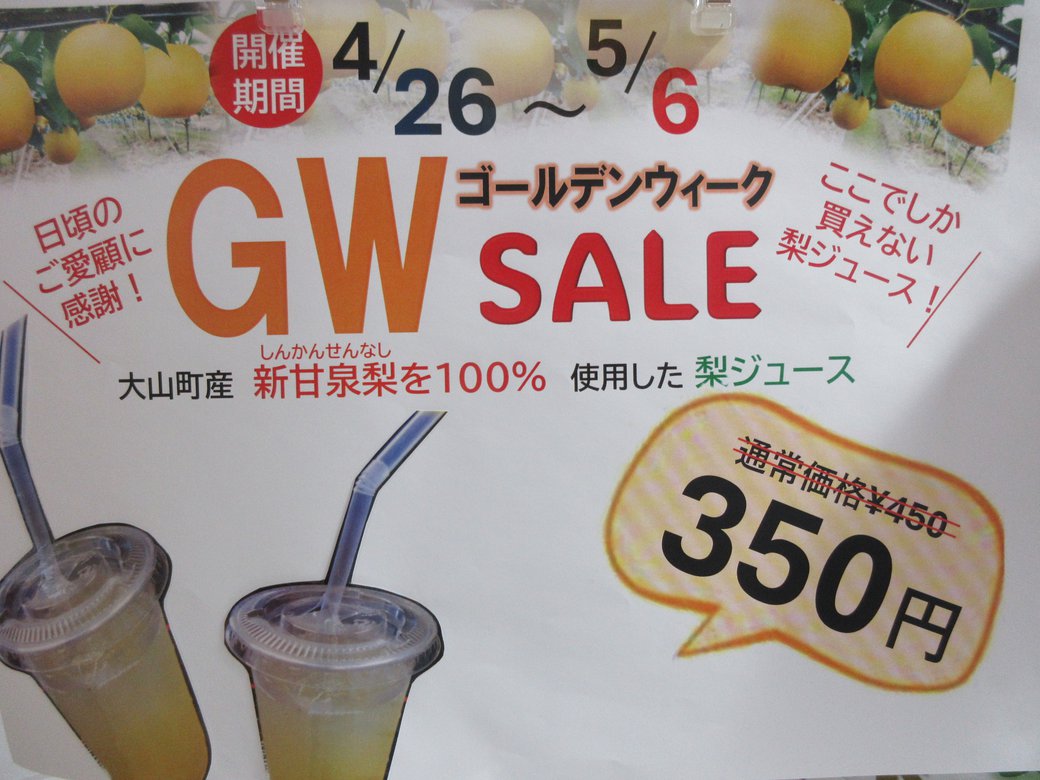 開催
期間
4/26～5/6
GW
ゴールデンウィーク
SALE
日頃の
ご愛顧に
感謝！
ここでしか
買えない
梨ジュース！
しんかんせんなし
大山町産 新甘泉梨を100% 使用した 梨ジュース
通常価格¥450
350円